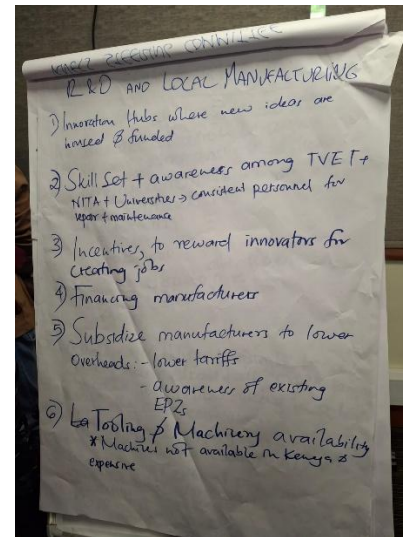 STEERING COMMITTEE
R&D AND LOCAL MANUFACTURING
1) Innovation Hubs where new ideas are
housed & funded
2) Skill Set + awareness among TVET +
NITA + Universities → consistent personnel for
repair + maintenance
3) Incentives, to reward innovators for
creating jobs
4) Financing manufacturers
5) Subsidize manufacturers to lower
Overheads: - lower tariffs
- awareness of existing
EPZs
6) Tooling & Machinery availability
* Machines not available in Kenya &
expensive